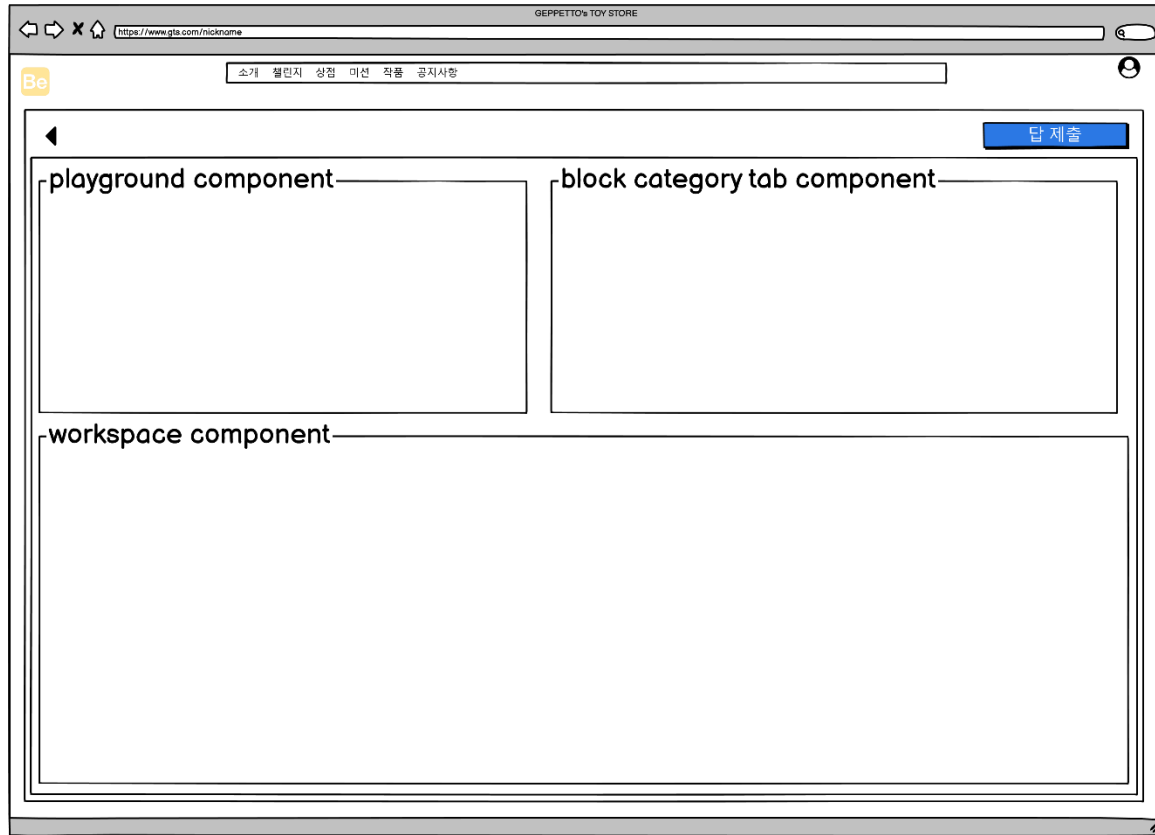 GEPPETTO's TOY STORE
https://www.gts.com/nickname
Be
소개 챌린지 상점 미션 작품 공지사항
답 제출
playground component
block category tab component
workspace component